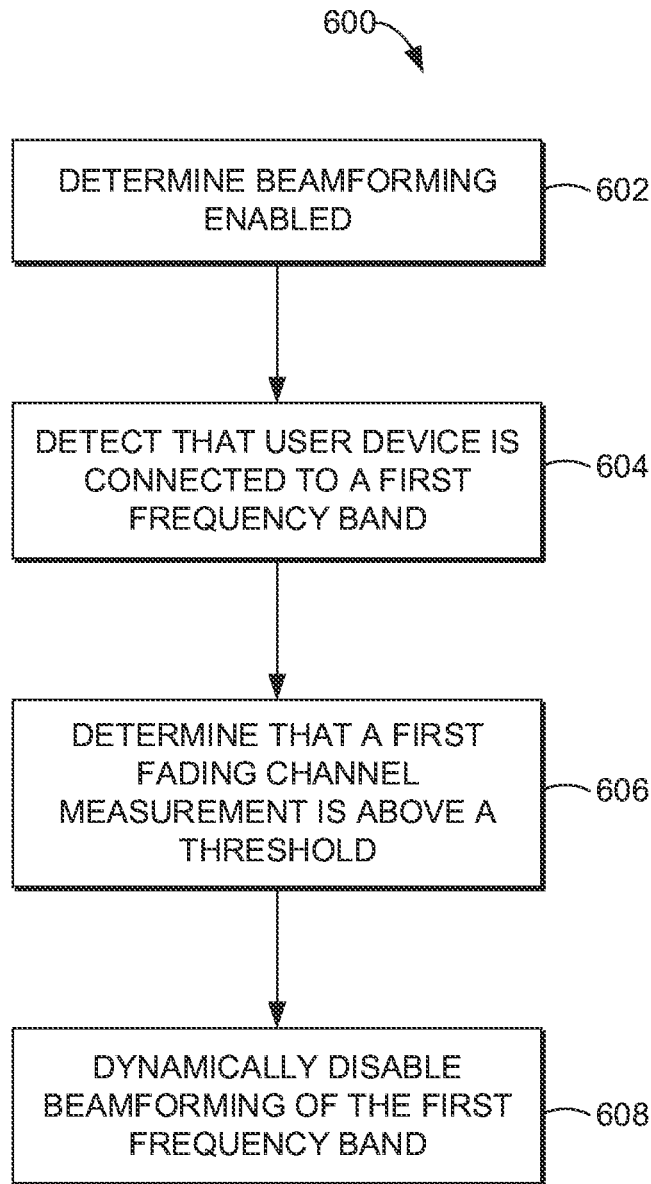 600
DETERMINE BEAMFORMING
ENABLED
602
DETECT THAT USER DEVICE IS
CONNECTED TO A FIRST
FREQUENCY BAND
604
DETERMINE THAT A FIRST
FADING CHANNEL
MEASUREMENT IS ABOVE A
THRESHOLD
606
DYNAMICALLY DISABLE
BEAMFORMING OF THE FIRST
FREQUENCY BAND
608